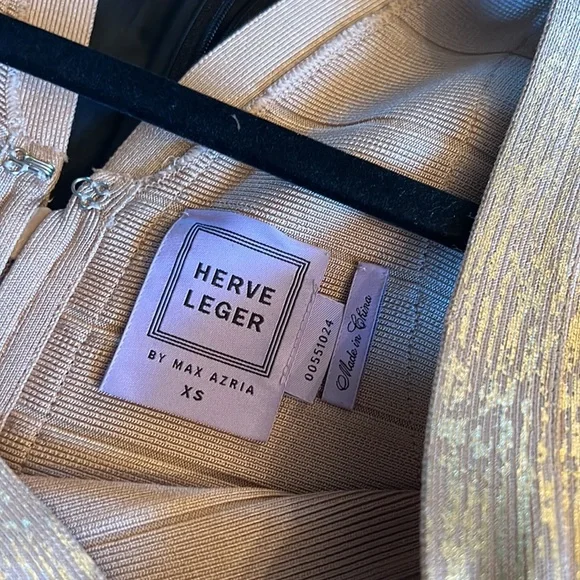 HERVE
LEGER
BY MAX AZRIA
XS
00551024
Made in China